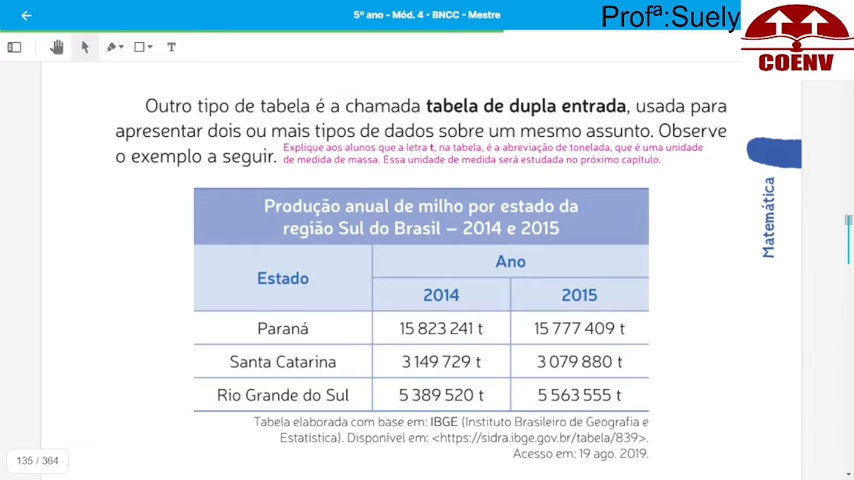 5º ano - Mód. 4 - BNCC - Mestre
Profª:Suely
COENV
T
Outro tipo de tabela é a chamada tabela de dupla entrada, usada para
apresentar dois ou mais tipos de dados sobre um mesmo assunto. Observe
o exemplo a seguir.
Explique aos alunos que a letra t, na tabela, é a abreviação de tonelada, que é uma unidade
de medida de massa. Essa unidade de medida será estudada no próximo capítulo.
Matemática
Produção anual de milho por estado da
região Sul do Brasil – 2014 e 2015
Estado
Ano
2014 2015
Paraná 15 823 241 t 15 777 409 t
Santa Catarina 3 149 729 t 3 079 880 t
Rio Grande do Sul 5 389 520 t 5 563 555 t
Tabela elaborada com base em: IBGE (Instituto Brasileiro de Geografia e
Estatística). Disponível em: <https://sidra.ibge.gov.br/tabela/839>.
Acesso em: 19 ago. 2019.
135 / 364